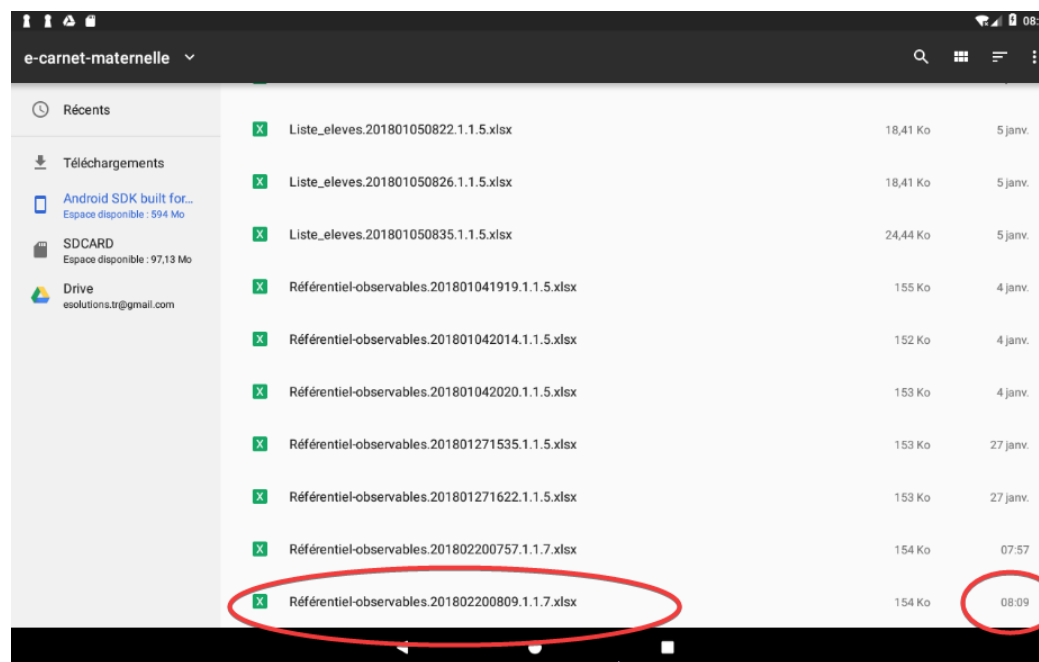 08:
e-carnet-maternelle
Récents
Téléchargements
Android SDK built for...
Espace disponible : 594 Mo
SDCARD
Espace disponible : 97,13 Mo
Drive
esolutions.tr@gmail.com
Liste_eleves.201801050822.1.1.5.xlsx 18,41 Ko 5 janv.
Liste_eleves.201801050826.1.1.5.xlsx 18,41 Ko 5 janv.
Liste_eleves.201801050835.1.1.5.xlsx 24,44 Ko 5 janv.
Référentiel-observables.201801041919.1.1.5.xlsx 155 Ko 4 janv.
Référentiel-observables.201801042014.1.1.5.xlsx 152 Ko 4 janv.
Référentiel-observables.201801042020.1.1.5.xlsx 153 Ko 4 janv.
Référentiel-observables.201801271535.1.1.5.xlsx 153 Ko 27 janv.
Référentiel-observables.201801271622.1.1.5.xlsx 153 Ko 27 janv.
Référentiel-observables.201802200757.1.1.7.xlsx 154 Ko 07:57
Référentiel-observables.201802200809.1.1.7.xlsx 154 Ko 08:09